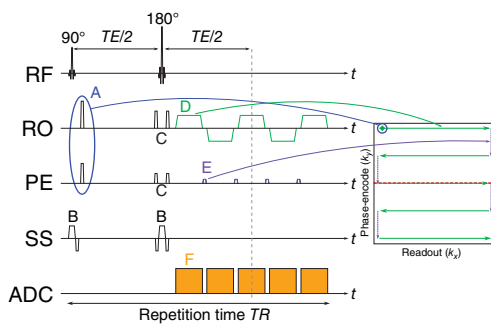 180°
90°
TE/2
TE/2
RF
t
A
D
RO
t
C
E
PE
t
C
B
B
SS
t
F
ADC
t
Repetition time TR
Phase-encode (ky)
Readout (kx)